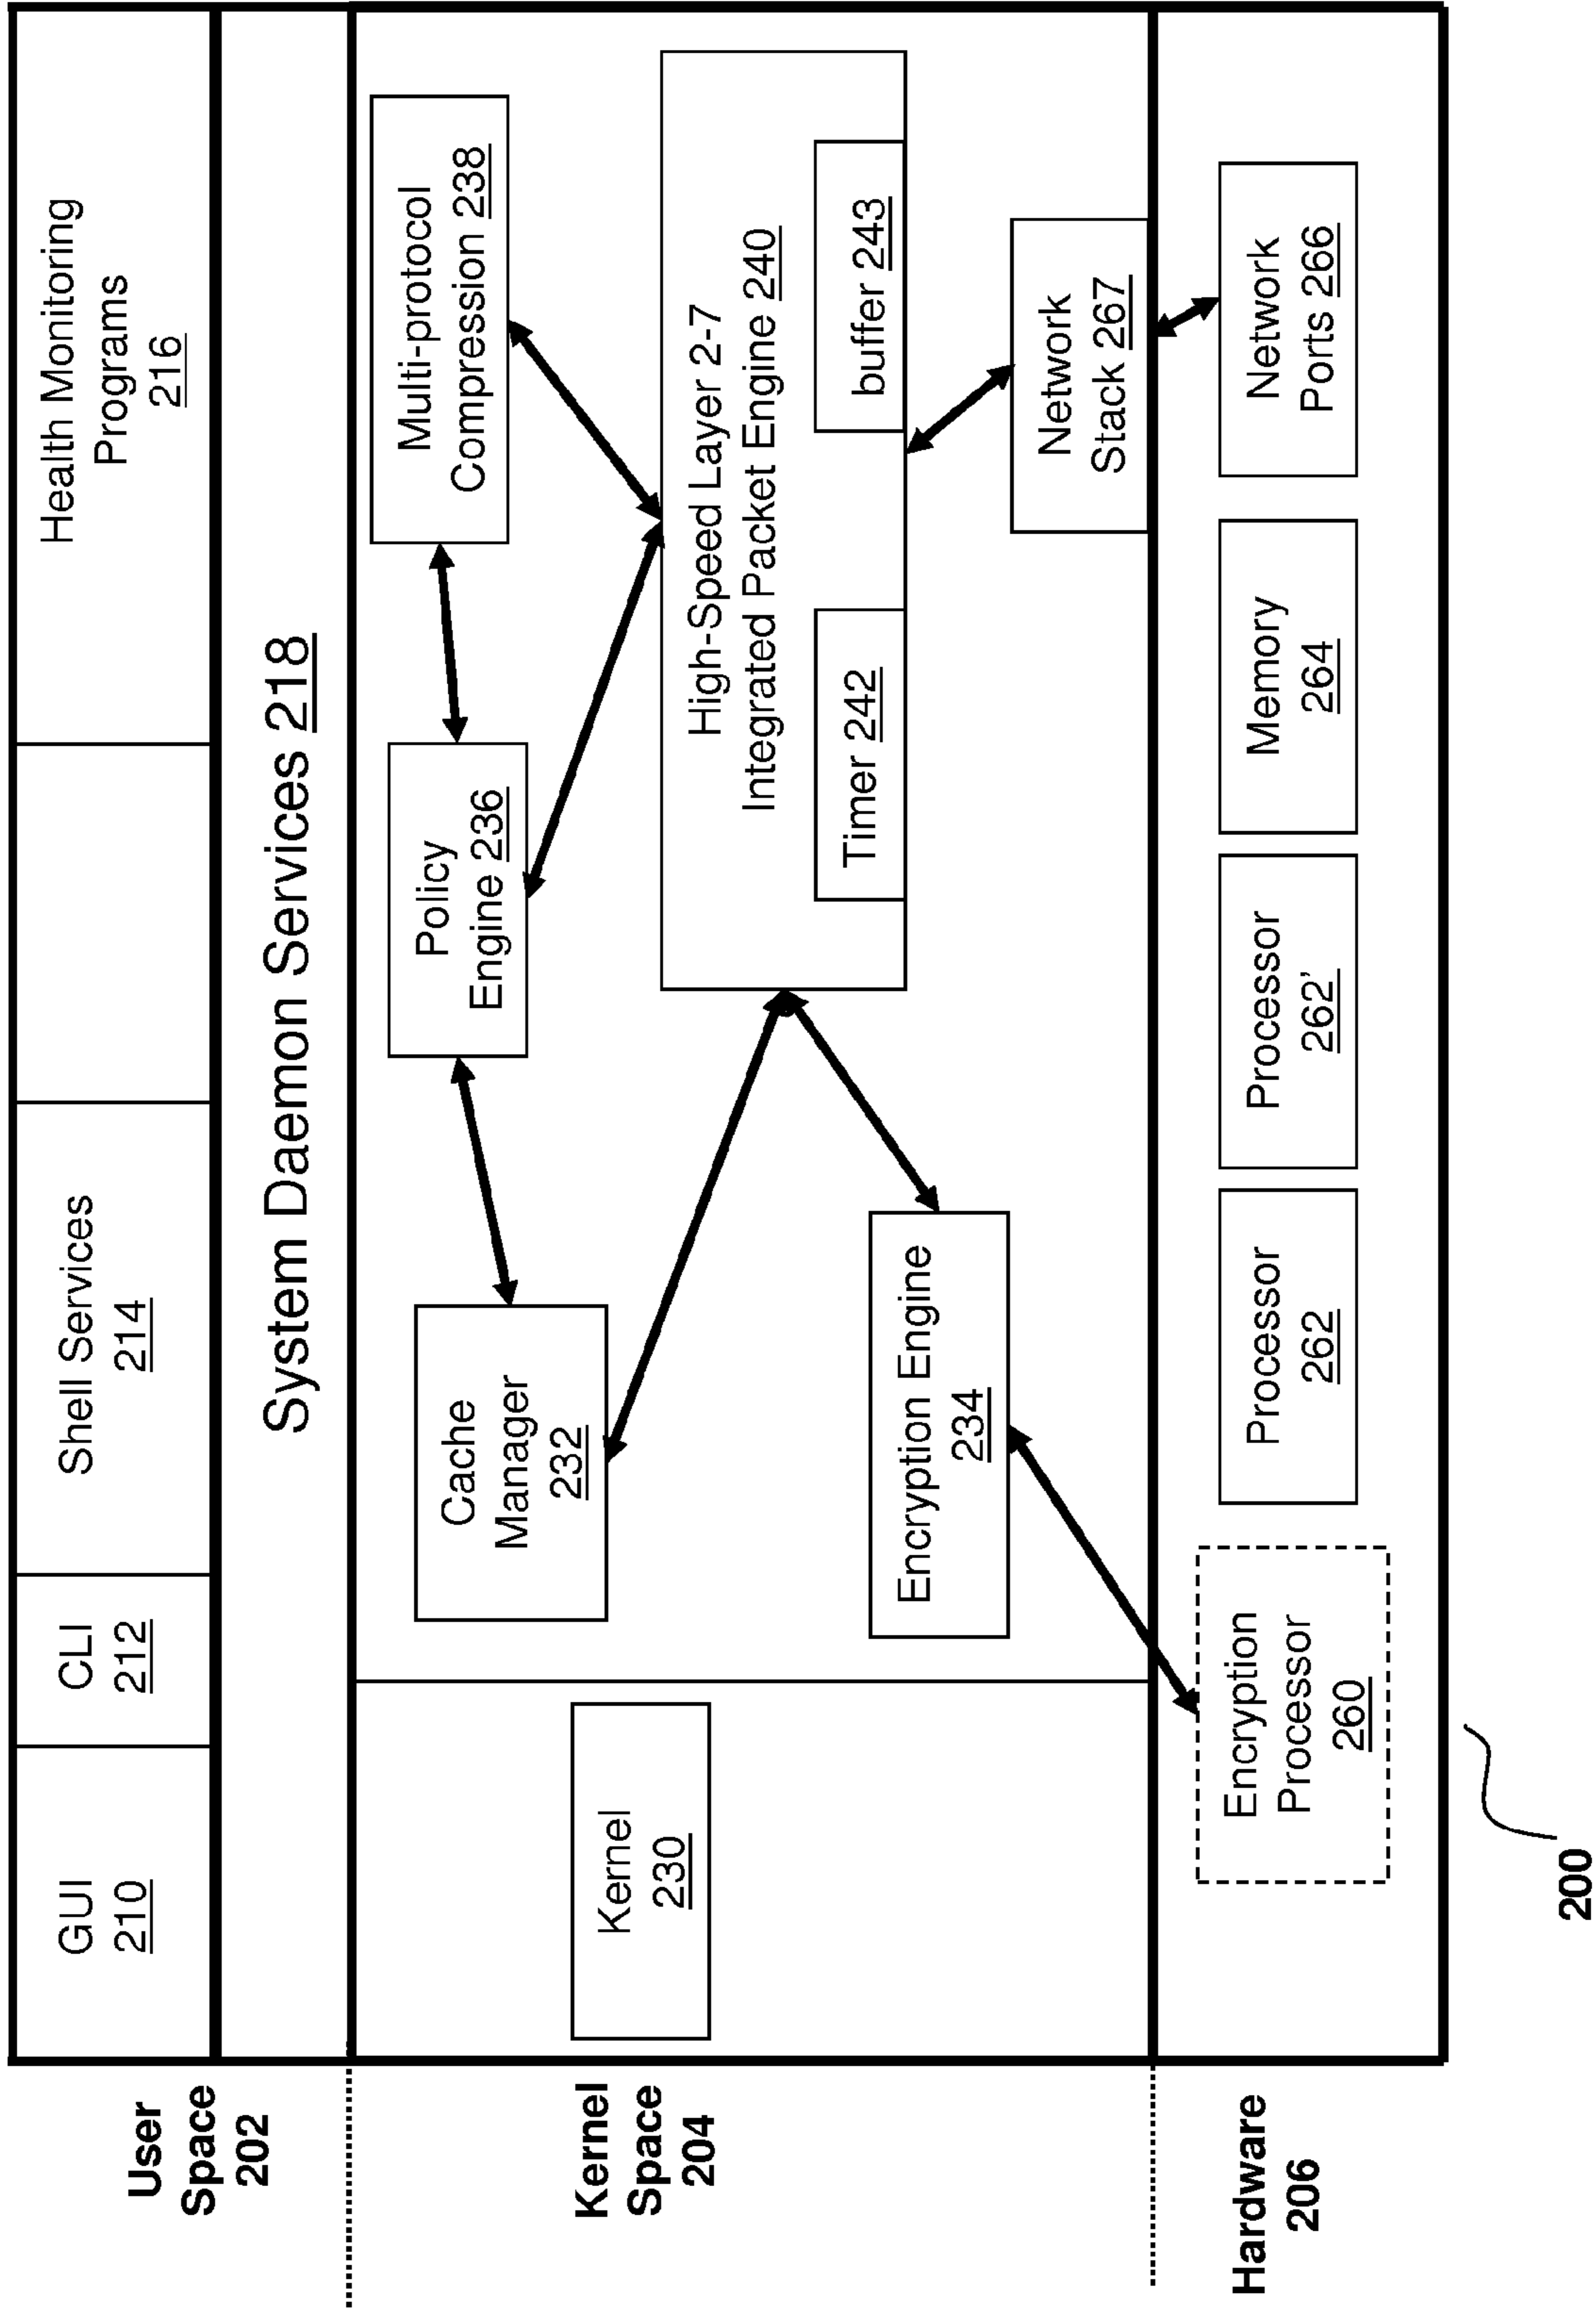 User
Space
202
GUI
210
CLI
212
Shell Services
214
Health Monitoring
Programs
216
System Daemon Services 218
Kernel
Space
204
Kernel
230
Cache
Manager
232
Policy
Engine 236
Multi-protocol
Compression 238
High-Speed Layer 2-7
Integrated Packet Engine 240
Timer 242
buffer 243
Encryption Engine
234
Network
Stack 267
Hardware
206
Encryption
Processor
260
Processor
262
Processor
262'
Memory
264
Network
Ports 266
200